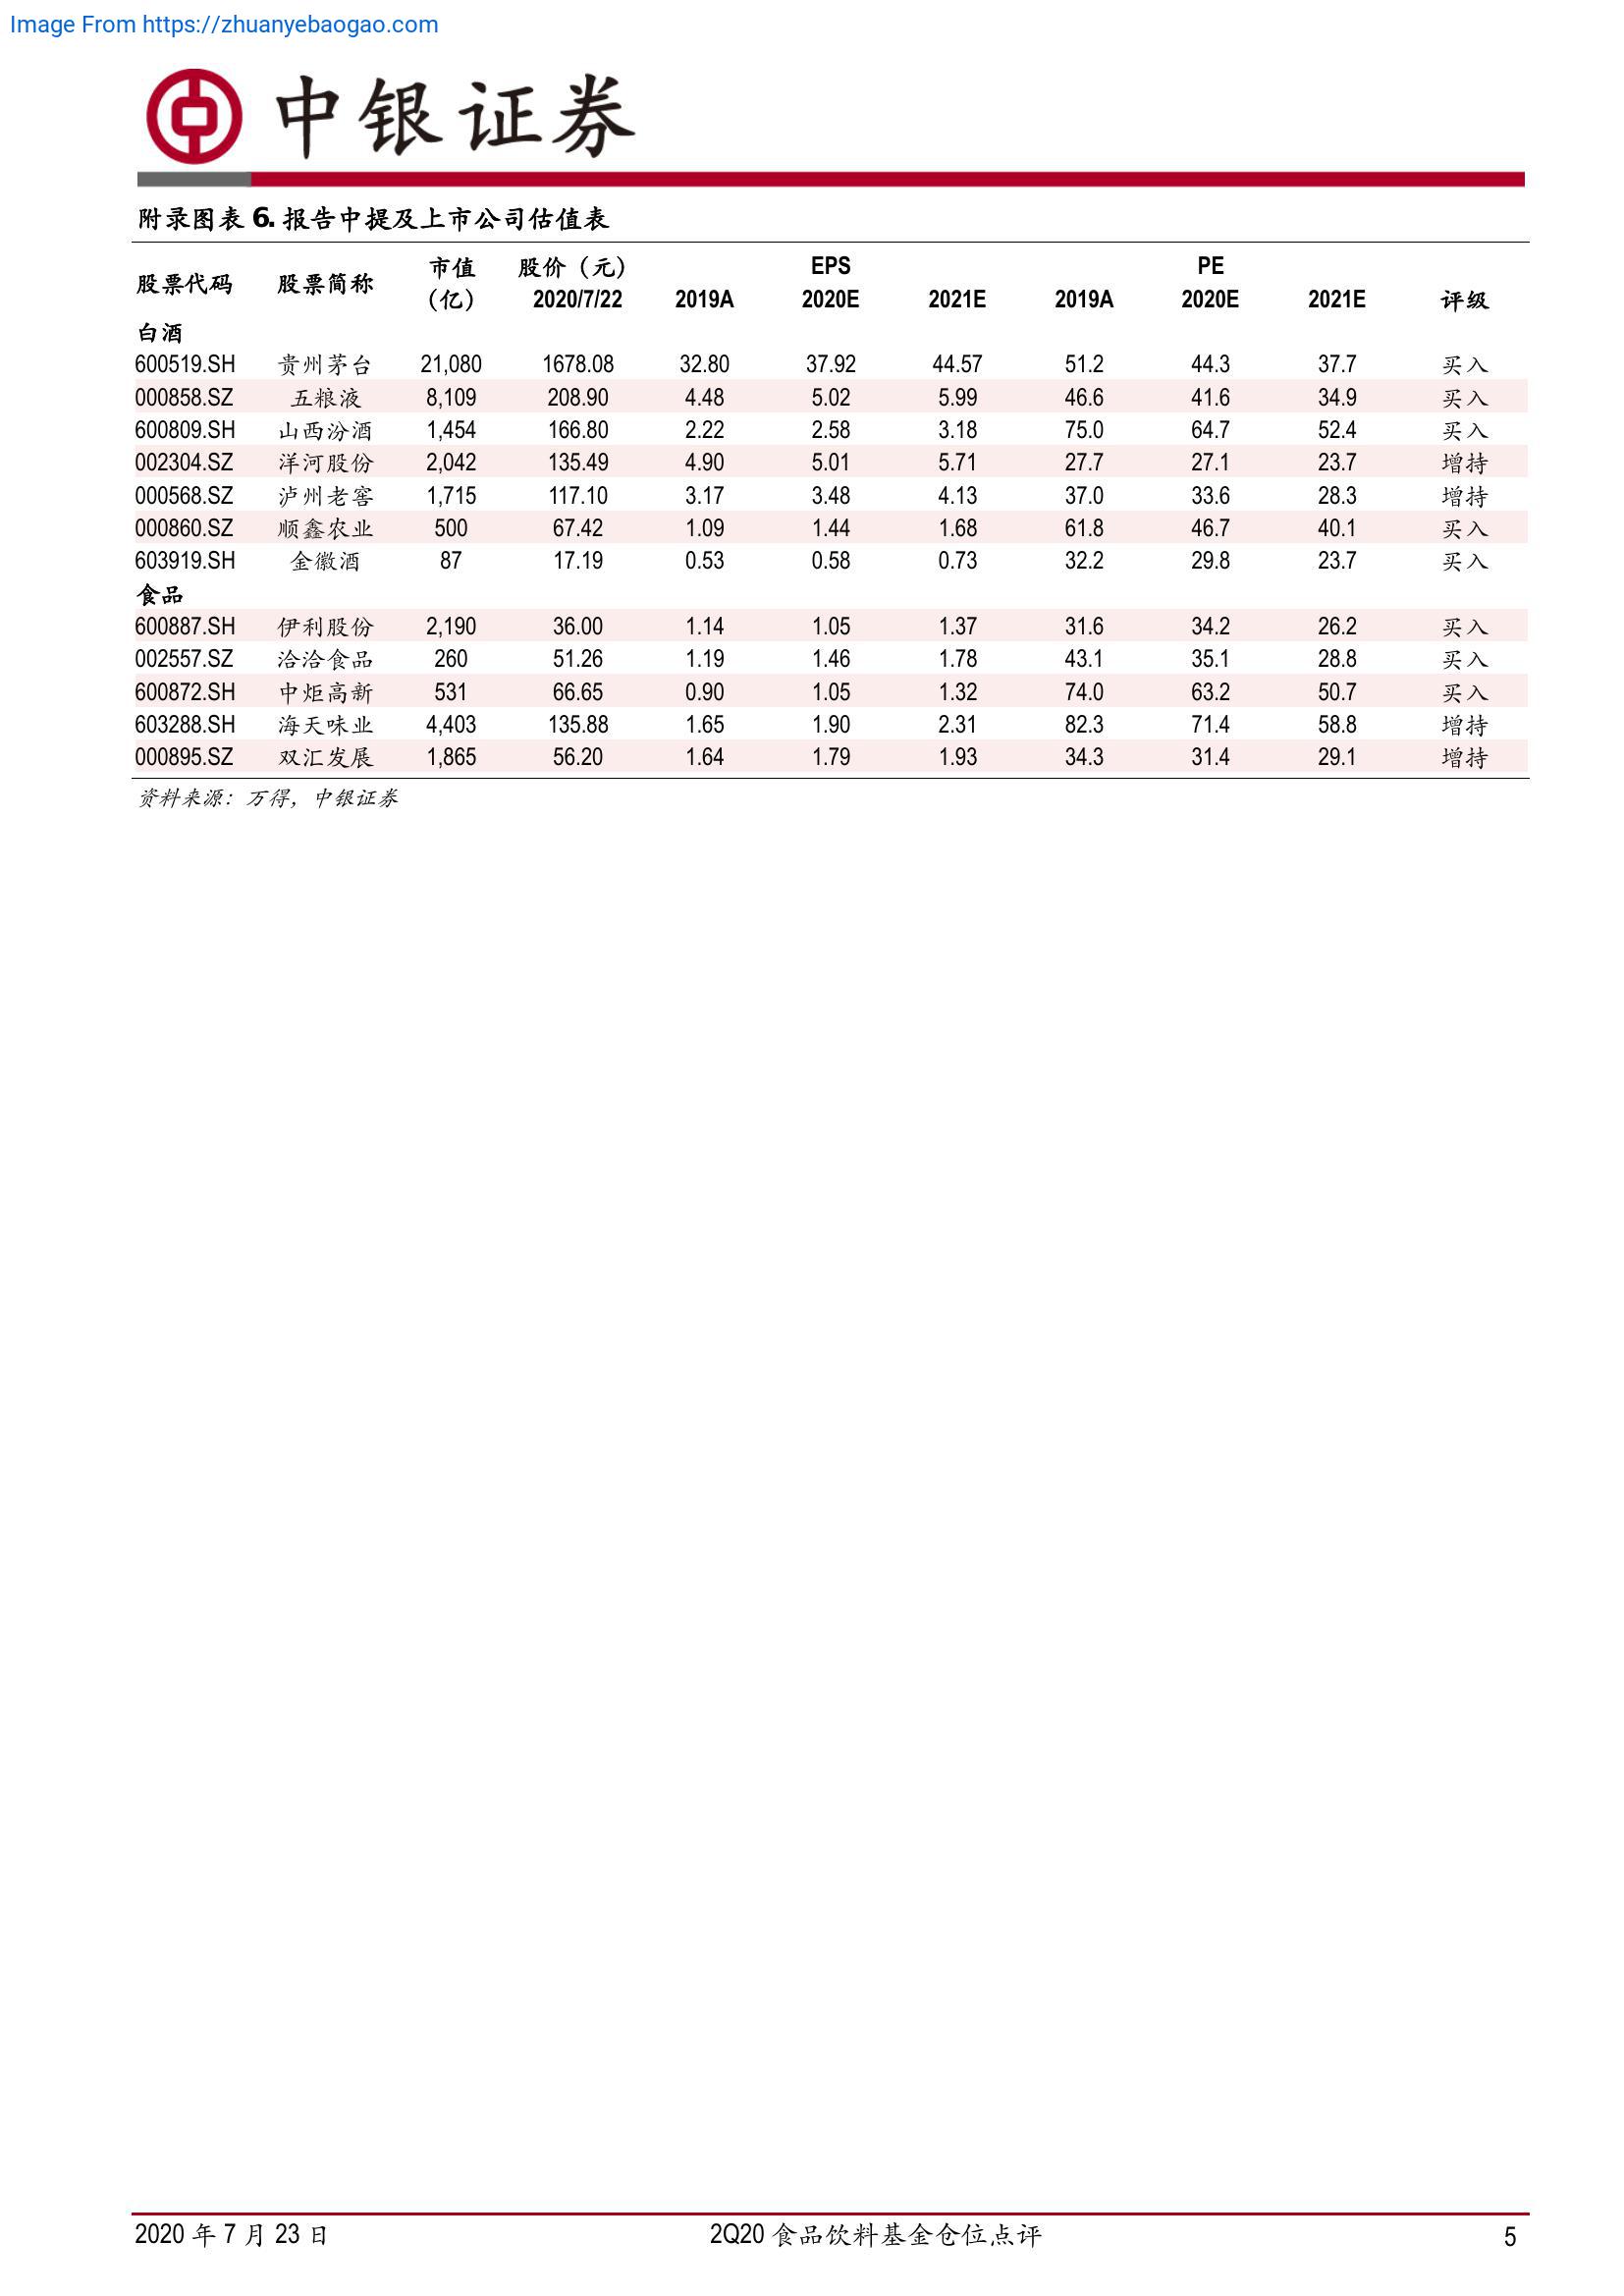 Image From https://zhuanyebaogao.com
中银证券
附录图表 6. 报告中提及上市公司估值表
股票代码 股票简称 市值 股价（元） EPS PE
（亿） 2020/7/22 2019A 2020E 2021E 2019A 2020E 2021E 评级
白酒
600519.SH 贵州茅台 21,080 1678.08 32.80 37.92 44.57 51.2 44.3 37.7 买入
000858.SZ 五粮液 8,109 208.90 4.48 5.02 5.99 46.6 41.6 34.9 买入
600809.SH 山西汾酒 1,454 166.80 2.22 2.58 3.18 75.0 64.7 52.4 买入
002304.SZ 洋河股份 2,042 135.49 4.90 5.01 5.71 27.7 27.1 23.7 增持
000568.SZ 泸州老窖 1,715 117.10 3.17 3.48 4.13 37.0 33.6 28.3 增持
000860.SZ 顺鑫农业 500 67.42 1.09 1.44 1.68 61.8 46.7 40.1 买入
603919.SH 金徽酒 87 17.19 0.53 0.58 0.73 32.2 29.8 23.7 买入
食品
600887.SH 伊利股份 2,190 36.00 1.14 1.05 1.37 31.6 34.2 26.2 买入
002557.SZ 洽洽食品 260 51.26 1.19 1.46 1.78 43.1 35.1 28.8 买入
600872.SH 中炬高新 531 66.65 0.90 1.05 1.32 74.0 63.2 50.7 买入
603288.SH 海天味业 4,403 135.88 1.65 1.90 2.31 82.3 71.4 58.8 增持
000895.SZ 双汇发展 1,865 56.20 1.64 1.79 1.93 34.3 31.4 29.1 增持
资料来源：万得，中银证券
2020 年 7 月 23 日 2Q20 食品饮料基金仓位点评 5